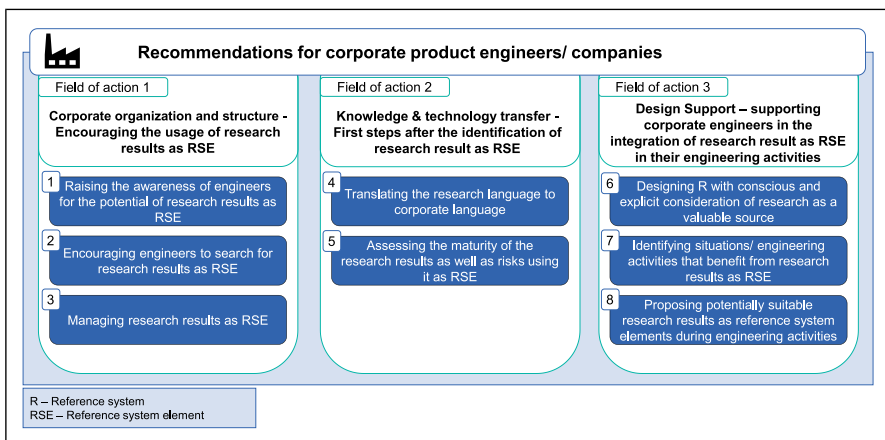 Recommendations for corporate product engineers/ companies
Field of action 1
Corporate organization and structure -
Encouraging the usage of research
results as RSE
1
Raising the awareness of engineers
for the potential of research results as
RSE
2
Encouraging engineers to search for
research results as RSE
3
Managing research results as RSE
Field of action 2
Knowledge & technology transfer -
First steps after the identification of
research result as RSE
4
Translating the research language to
corporate language
5
Assessing the maturity of the
research results as well as risks using
it as RSE
Field of action 3
Design Support – supporting
corporate engineers in the
integration of research result as RSE
in their engineering activities
6
Designing R with conscious and
explicit consideration of research as a
valuable source
7
Identifying situations/ engineering
activities that benefit from research
results as RSE
8
Proposing potentially suitable
research results as reference system
elements during engineering activities
R – Reference system
RSE – Reference system element